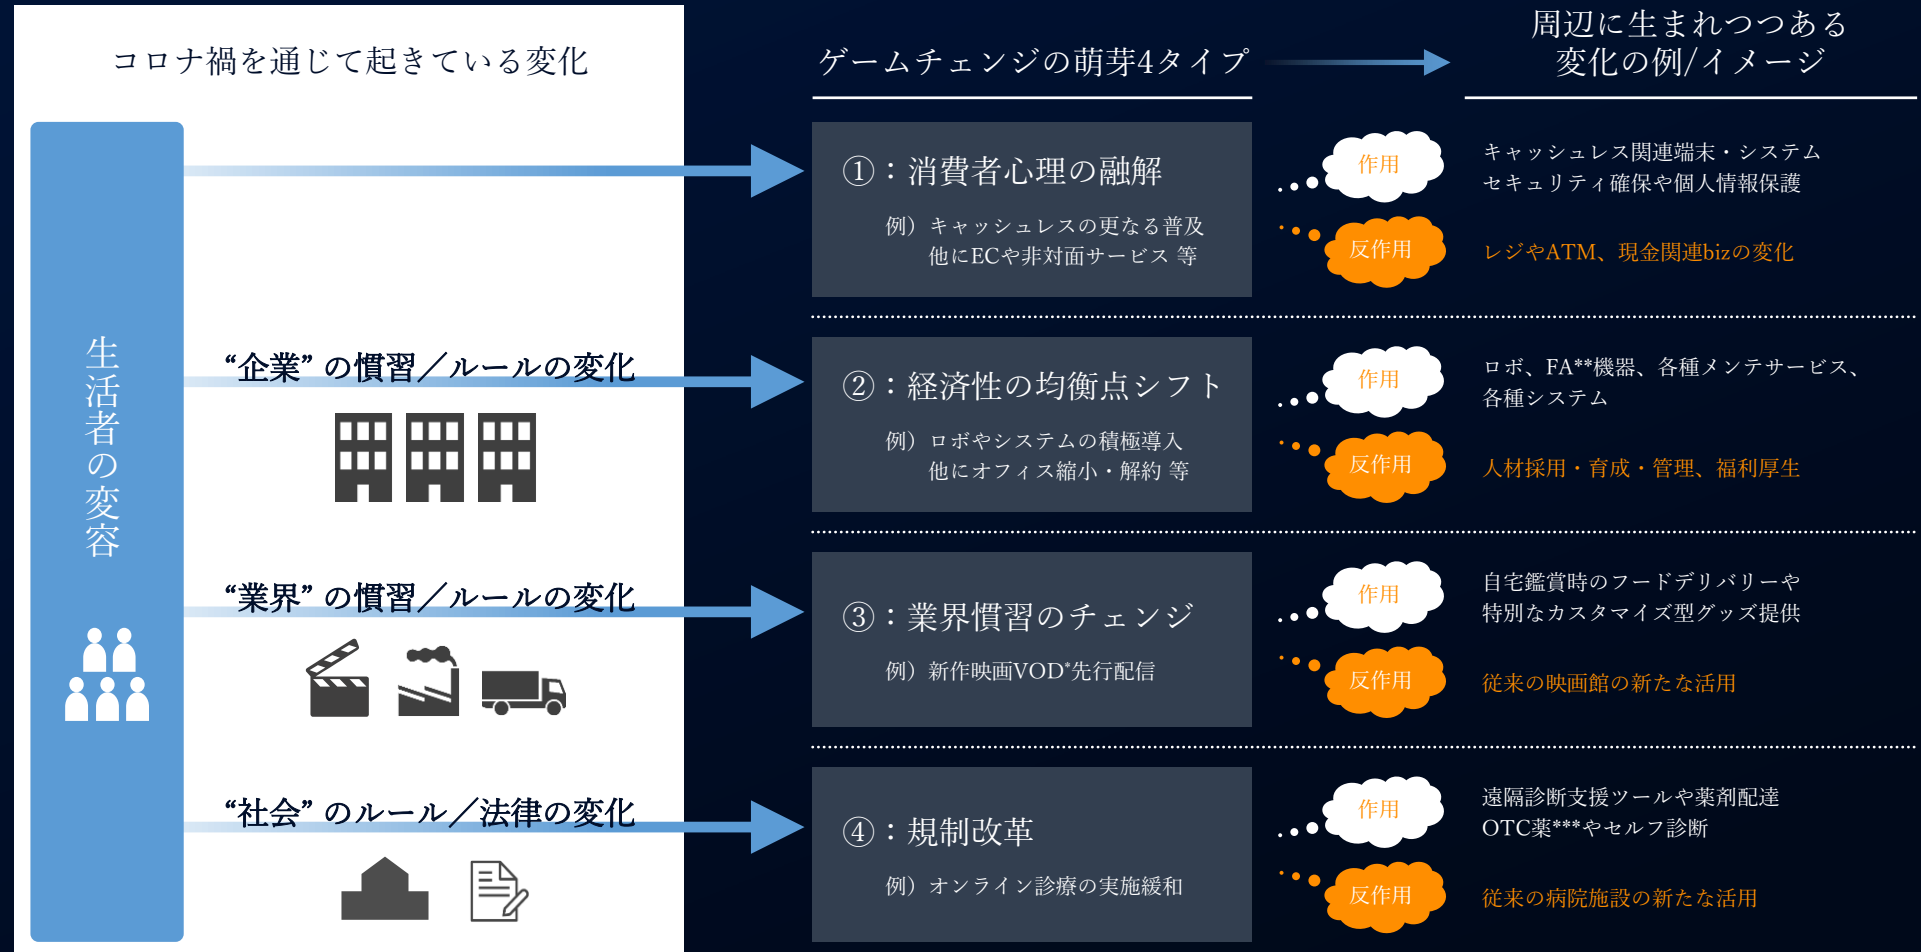 コロナ禍を通じて起きている変化
ゲームチェンジの萌芽4タイプ
周辺に生まれつつある
変化の例/イメージ
生活者の変容
①：消費者心理の融解
例）キャッシュレスの更なる普及
他にECや非対面サービス 等
作用
キャッシュレス関連端末・システム
セキュリティ確保や個人情報保護
反作用
レジやATM、現金関連bizの変化
“企業” の慣習／ルールの変化
②：経済性の均衡点シフト
例）ロボやシステムの積極導入
他にオフィス縮小・解約 等
作用
ロボ、FA**機器、各種メンテサービス、
各種システム
反作用
人材採用・育成・管理、福利厚生
“業界” の慣習／ルールの変化
③：業界慣習のチェンジ
例）新作映画VOD*先行配信
作用
自宅鑑賞時のフードデリバリーや
特別なカスタマイズ型グッズ提供
反作用
従来の映画館の新たな活用
“社会” のルール／法律の変化
④：規制改革
例）オンライン診療の実施緩和
作用
遠隔診断支援ツールや薬剤配達
OTC薬***やセルフ診断
反作用
従来の病院施設の新たな活用